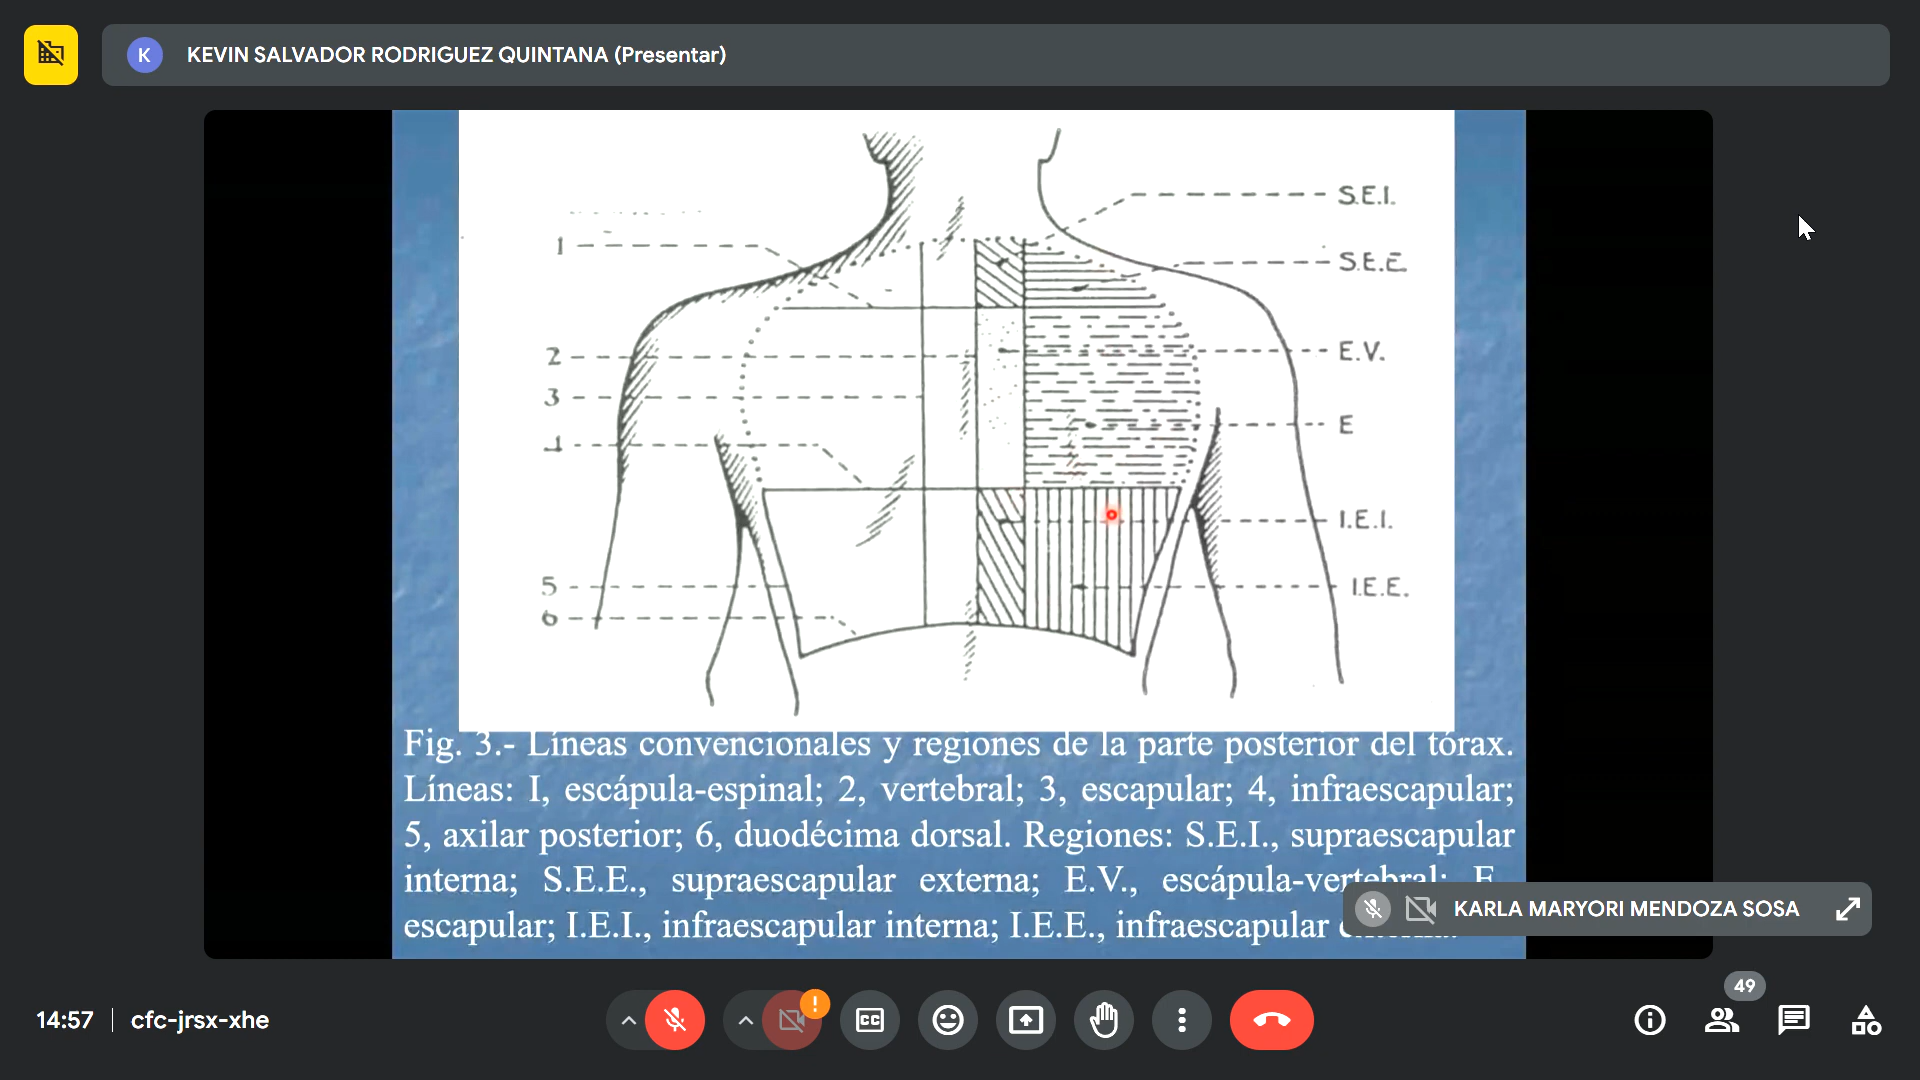 K KEVIN SALVADOR RODRIGUEZ QUINTANA (Presentar)
S.E.I.
1
S.E.E.
2
E.V.
3
E
4
I.E.I.
5
I.E.E.
6
Fig. 3.- Líneas convencionales y regiones de la parte posterior del tórax.
Líneas: I, escápula-espinal; 2, vertebral; 3, escapular; 4, infraescapular;
5, axilar posterior; 6, duodécima dorsal. Regiones: S.E.I., supraescapular
interna; S.E.E., supraescapular externa; E.V., escápula-vertebral; E
escapular; I.E.I., infraescapular interna; I.E.E., infraescapular
KARLA MARYORI MENDOZA SOSA
49
14:57 cfc-jrsx-xhe
! CC